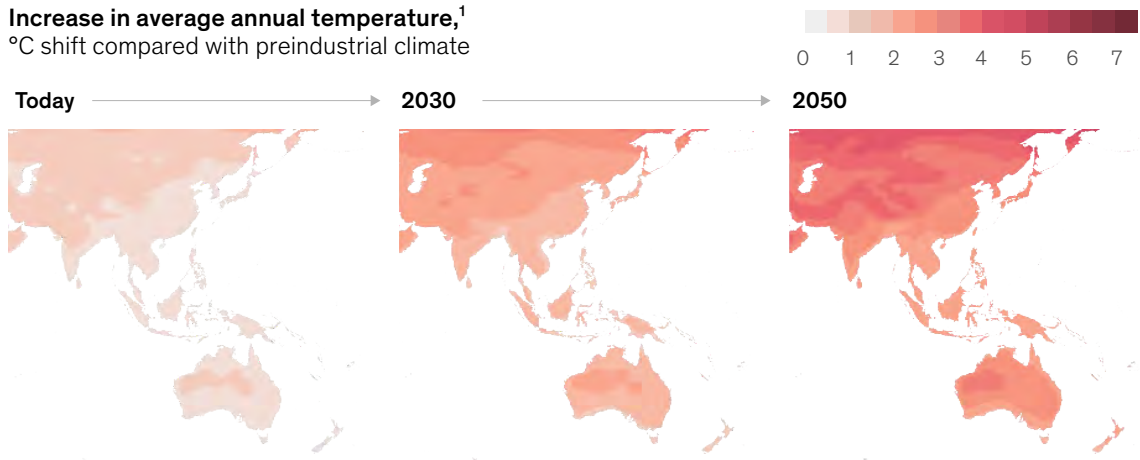 Increase in average annual temperature,¹
°C shift compared with preindustrial climate
0 1 2 3 4 5 6 7
Today 2030 2050